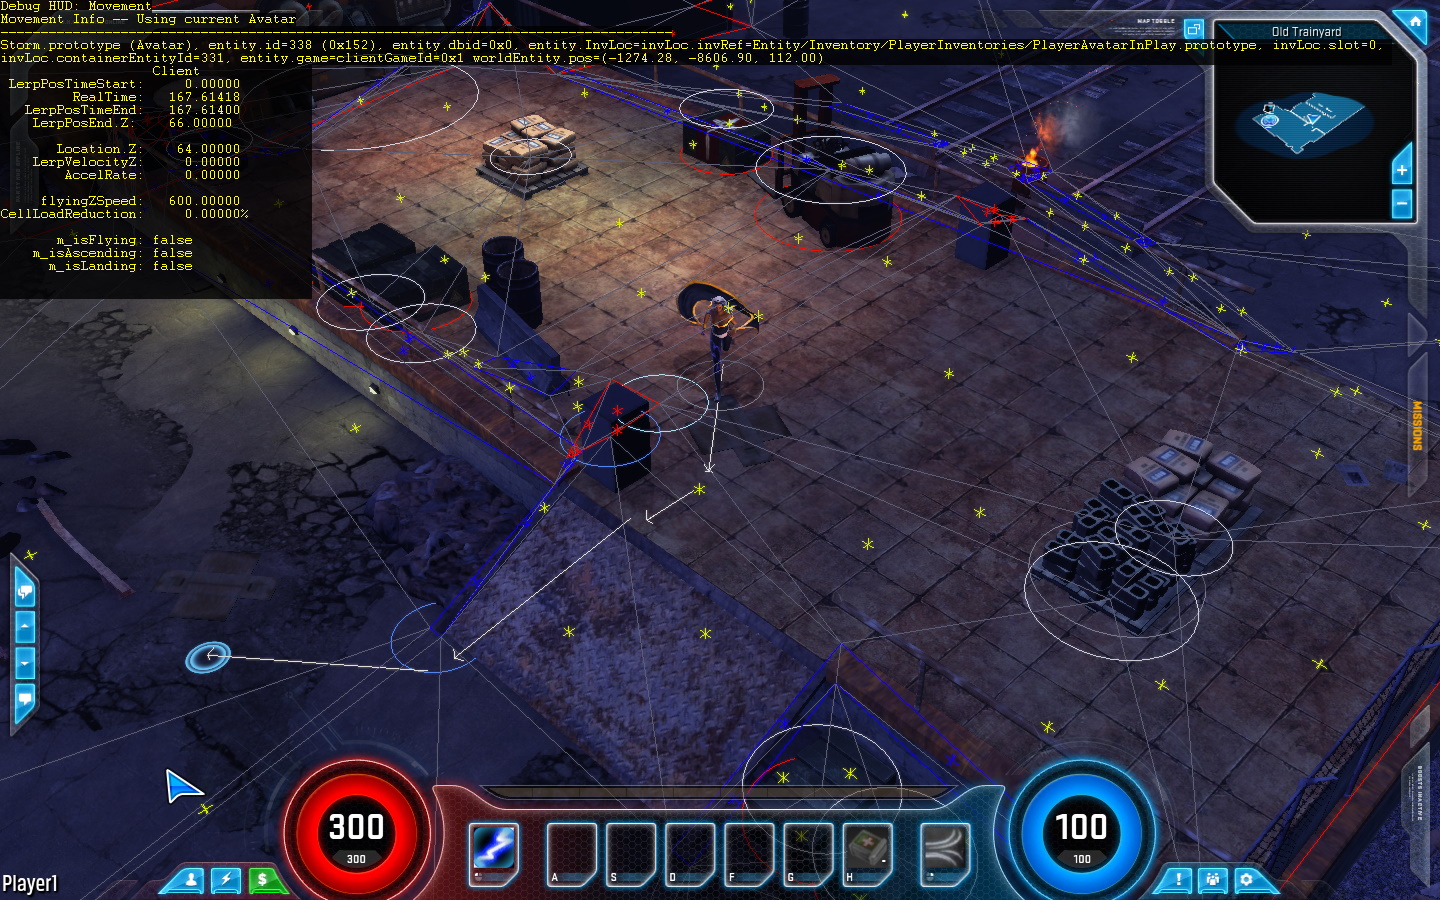 Debug HUD: Movement
Movement Info -- Using current Avatar
Storm.prototype (Avatar), entity.id=338 (0x152), entity.dbid=0x0, entity.InvLoc=invLoc.invRef=Entity/Inventory/PlayerInventories/PlayerAvatarInPlay.prototype, invLoc.slot=0,
invLoc.containerEntityId=331, entity.game=clientGameId=0x1 worldEntity.pos=(-1274.28, -8606.90, 112.00)
Client
LerpPosTimeStart: 0.00000
RealTime: 167.61418
LerpPosTimeEnd: 167.61400
LerpPosEnd.Z: 66.00000
Location.Z: 64.00000
LerpVelocityZ: 0.00000
AccelRate: 0.00000
flyingZSpeed: 600.00000
CellLoadReduction: 0.00000%
m_isFlying: false
m_isAscending: false
m_isLanding: false
Old Trainyard
+
−
MISSIONS
BOOSTS INACTIVE
300
300
100
100
A
S
D
F
G
H
$
!
Player1